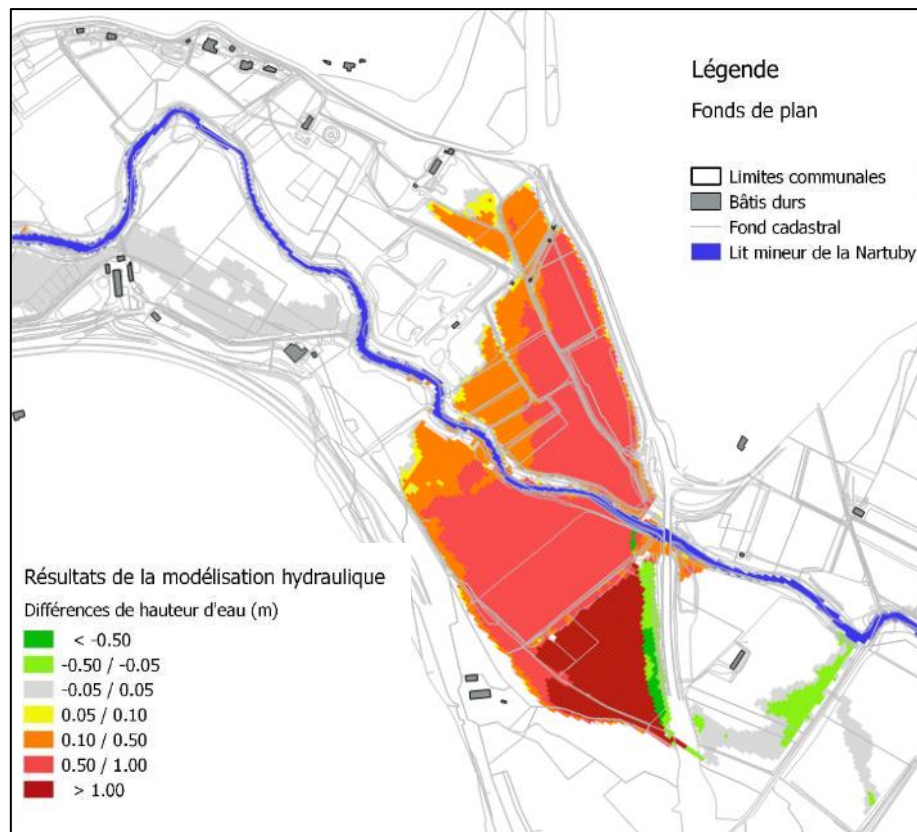 Légende
Fonds de plan
Limites communales
Bâtis durs
Fond cadastral
Lit mineur de la Nartuby
Résultats de la modélisation hydraulique
Différences de hauteur d'eau (m)
< -0.50
-0.50 / -0.05
-0.05 / 0.05
0.05 / 0.10
0.10 / 0.50
0.50 / 1.00
> 1.00